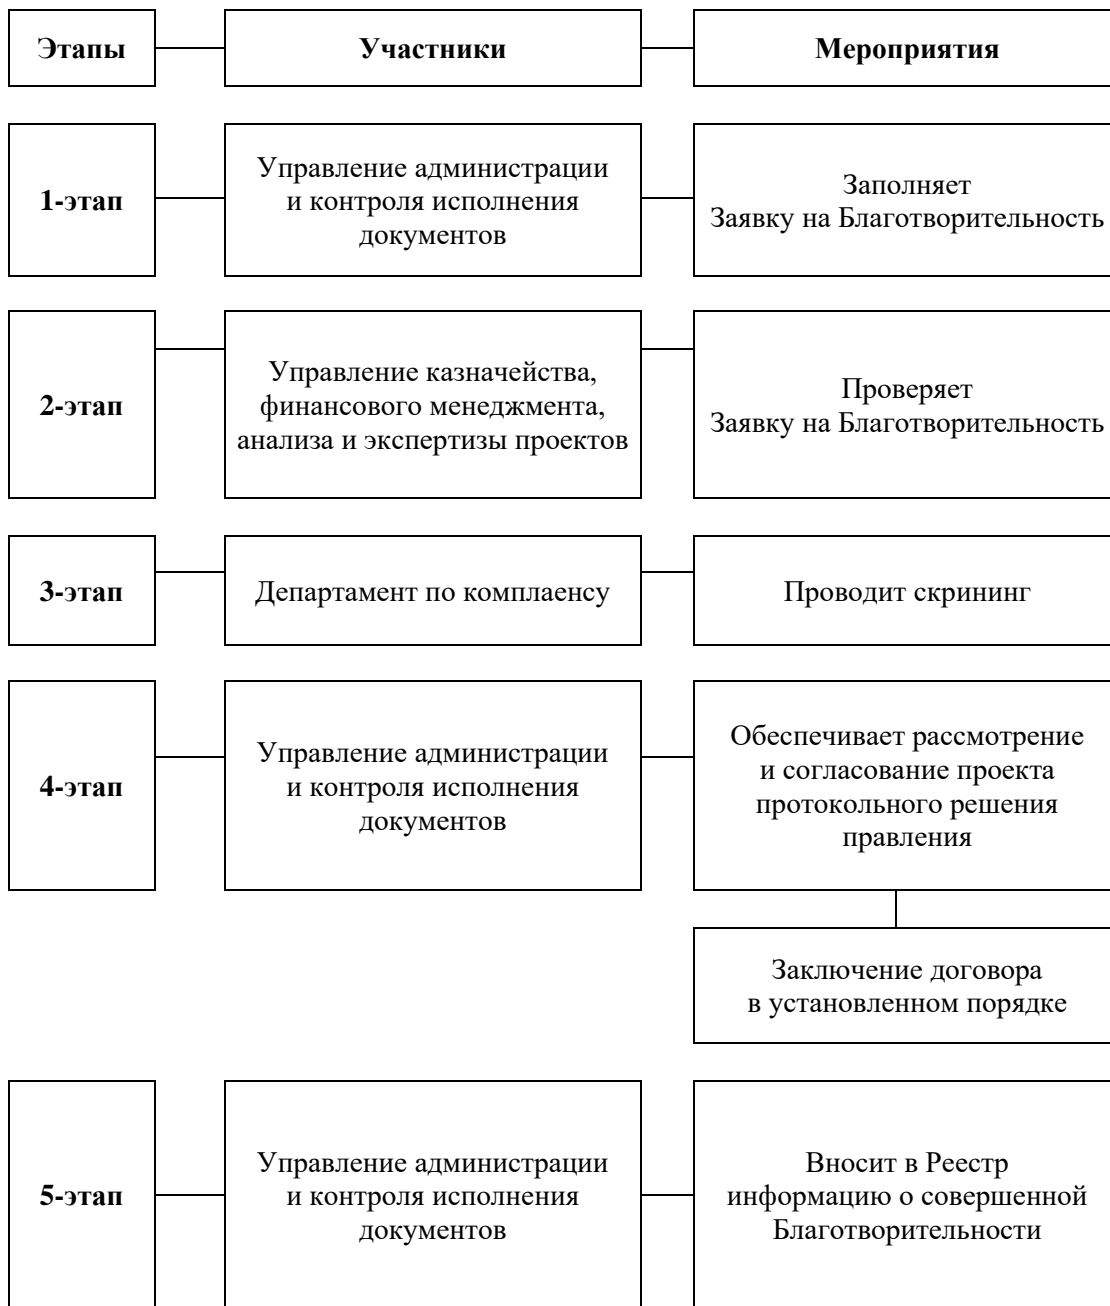 Этапы
Участники
Мероприятия
1-этап
Управление администрации
и контроля исполнения
документов
Заполняет
Заявку на Благотворительность
2-этап
Управление казначейства,
финансового менеджмента,
анализа и экспертизы проектов
Проверяет
Заявку на Благотворительность
3-этап
Департамент по комплаенсу
Проводит скрининг
4-этап
Управление администрации
и контроля исполнения
документов
Обеспечивает рассмотрение
и согласование проекта
протокольного решения
правления
Заключение договора
в установленном порядке
5-этап
Управление администрации
и контроля исполнения
документов
Вносит в Реестр
информацию о совершенной
Благотворительности